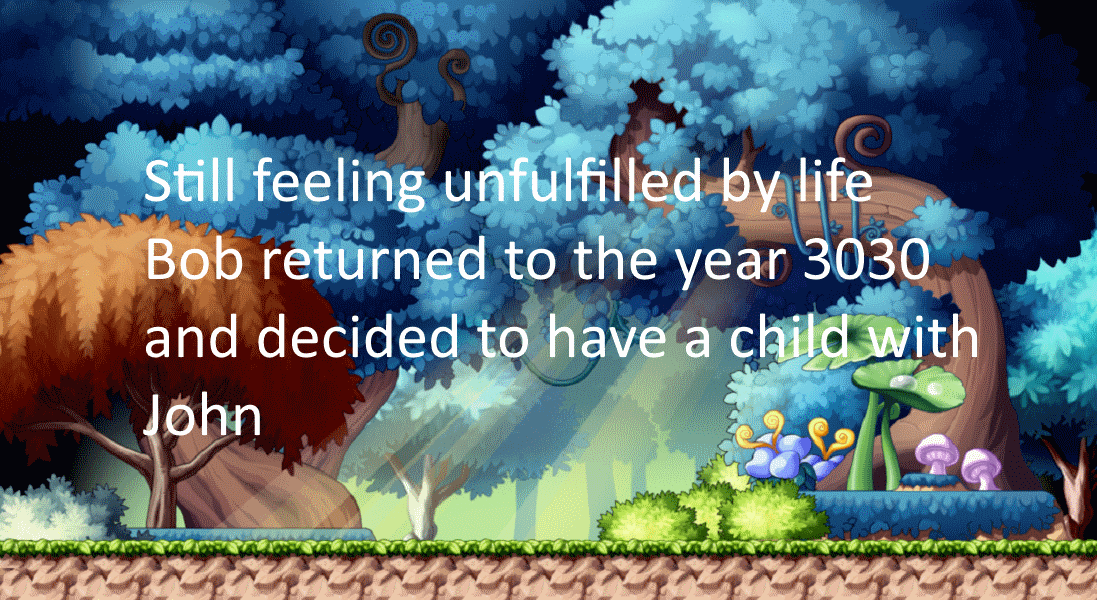 Still feeling unfulfilled by life
Bob returned to the year 3030
and decided to have a child with
John